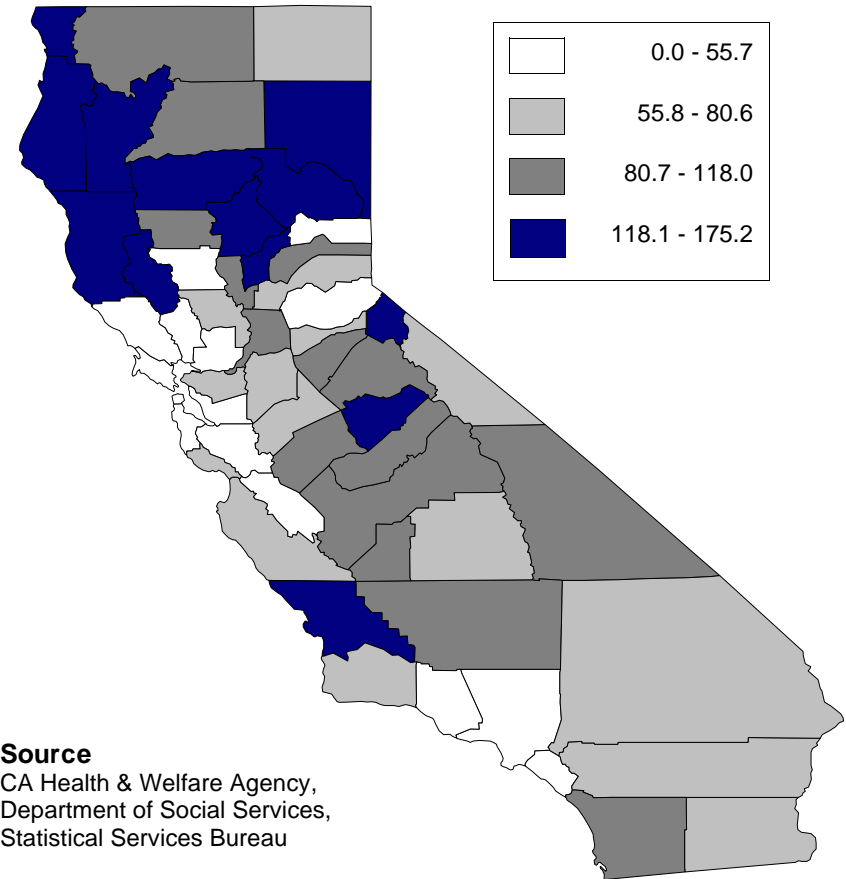 0.0 - 55.7
55.8 - 80.6
80.7 - 118.0
118.1 - 175.2
Source
CA Health & Welfare Agency,
Department of Social Services,
Statistical Services Bureau